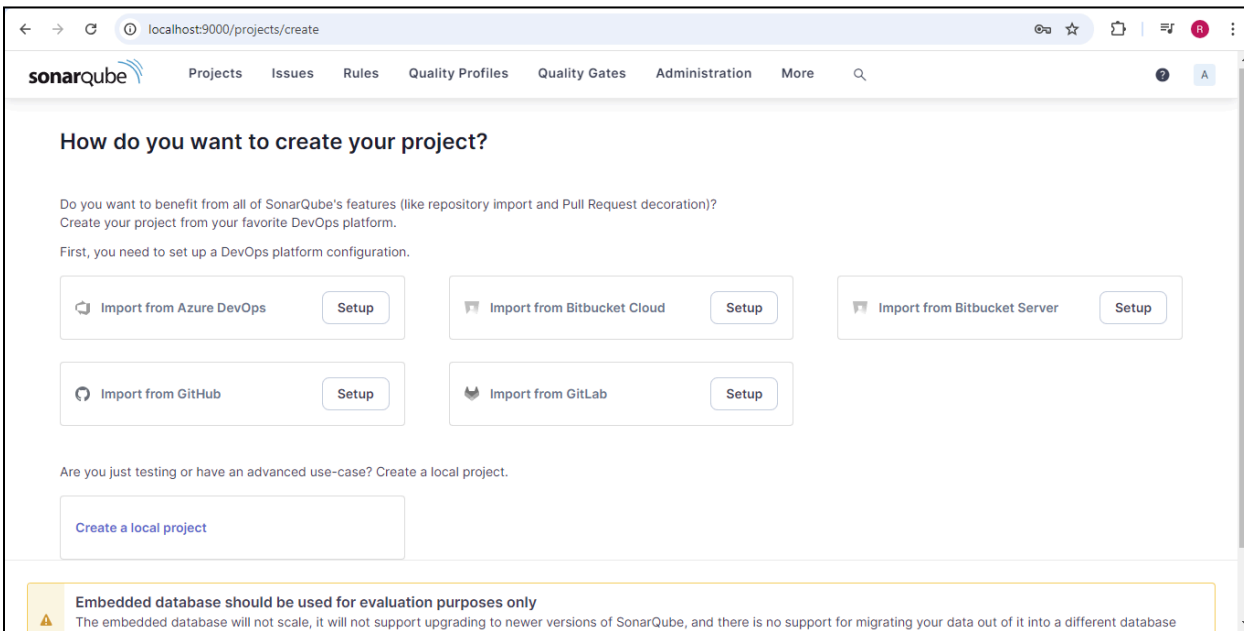 localhost:9000/projects/create
R
sonarqube Projects Issues Rules Quality Profiles Quality Gates Administration More ? A
How do you want to create your project?
Do you want to benefit from all of SonarQube's features (like repository import and Pull Request decoration)?
Create your project from your favorite DevOps platform.
First, you need to set up a DevOps platform configuration.
Import from Azure DevOps Setup Import from Bitbucket Cloud Setup Import from Bitbucket Server Setup
Import from GitHub Setup Import from GitLab Setup
Are you just testing or have an advanced use-case? Create a local project.
Create a local project
Embedded database should be used for evaluation purposes only
The embedded database will not scale, it will not support upgrading to newer versions of SonarQube, and there is no support for migrating your data out of it into a different database